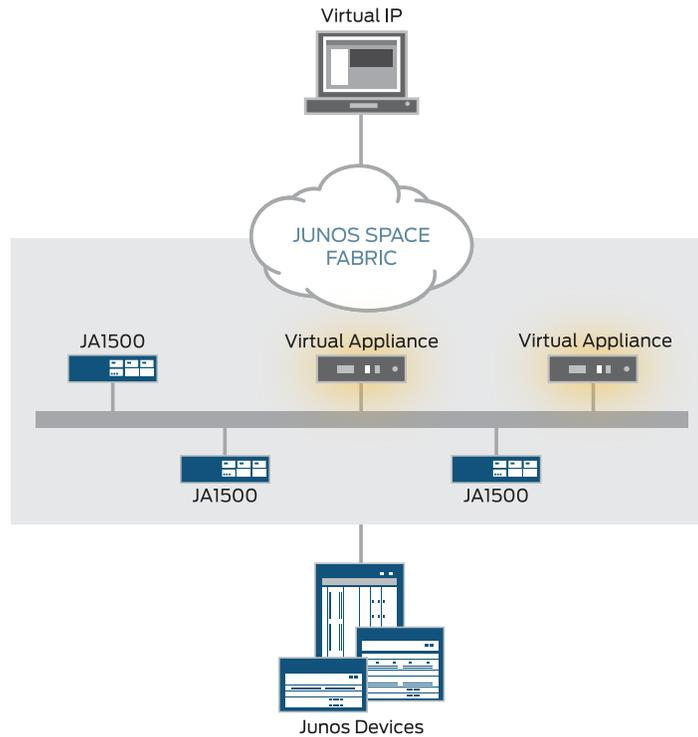 Virtual IP
JUNOS SPACE
FABRIC
JA1500
Virtual Appliance
Virtual Appliance
JA1500
JA1500
Junos Devices